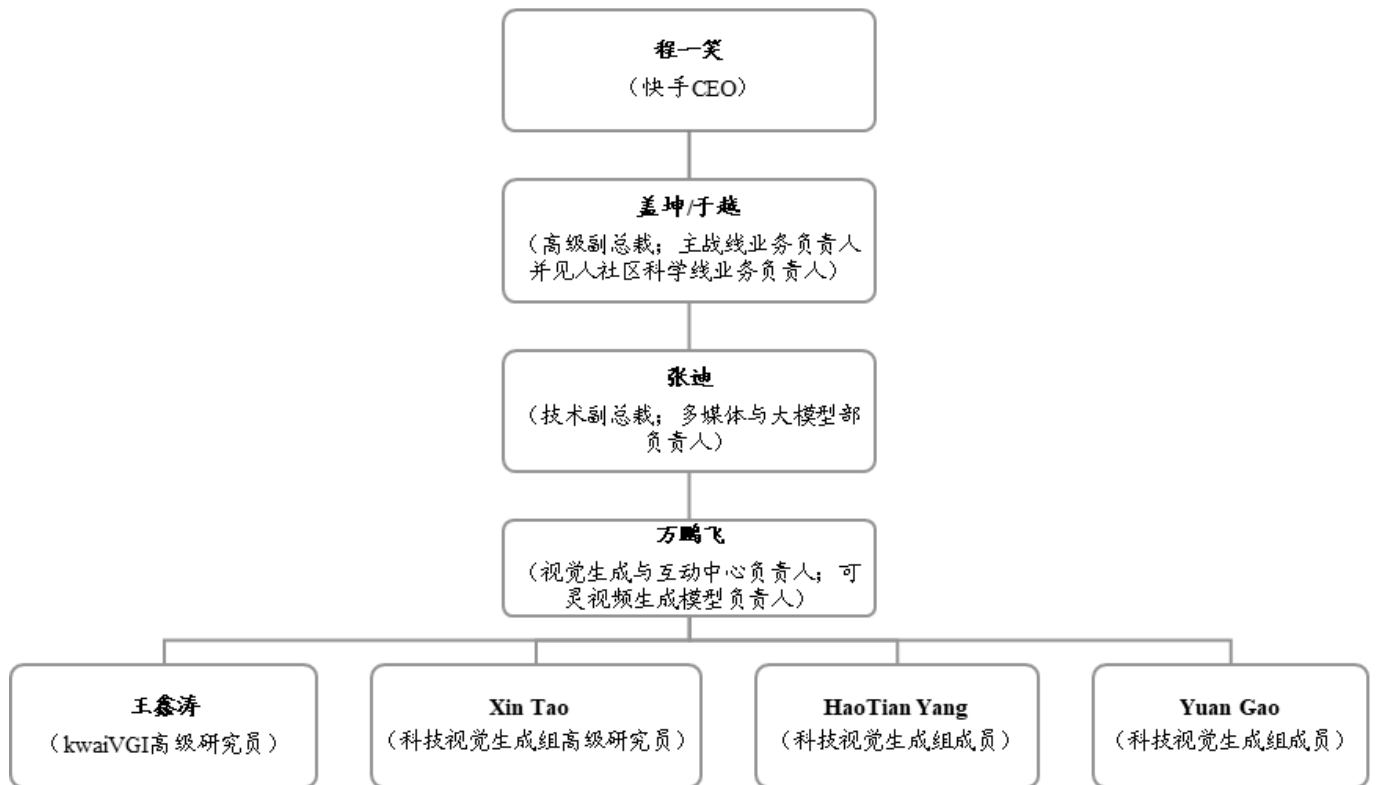 程一笑
（快手CEO）
盖坤/于越
（高级副总裁；主战线业务负责人
并见人社区科学线业务负责人）
张迪
（技术副总裁；多媒体与大模型部
负责人）
万鹏飞
（视觉生成与互动中心负责人；可
灵视频生成模型负责人）
王鑫涛
（kwaiVGI高级研究员）
Xin Tao
（科技视觉生成组高级研究员）
HaoTian Yang
（科技视觉生成组成员）
Yuan Gao
（科技视觉生成组成员）